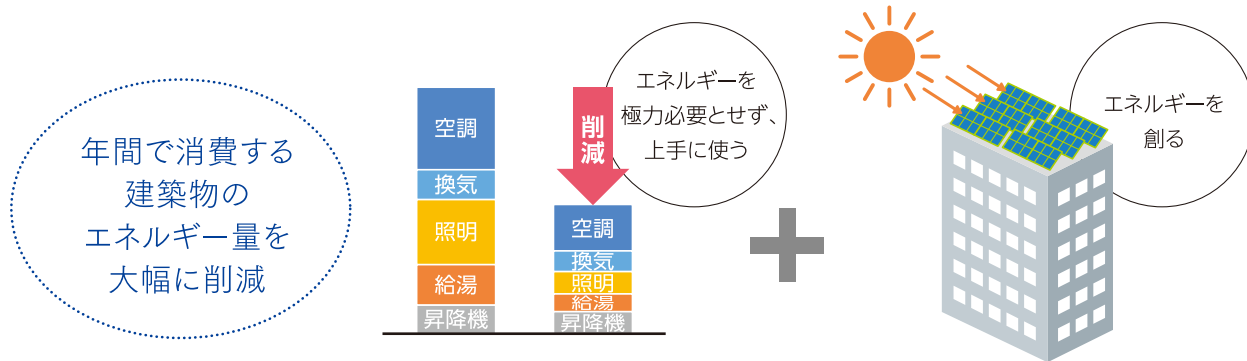 年間で消費する
建築物の
エネルギー量を
大幅に削減
空調
換気
照明
給湯
昇降機
削減
空調
換気
照明
給湯
昇降機
エネルギーを
極力必要とせず、
上手に使う
エネルギーを
創る